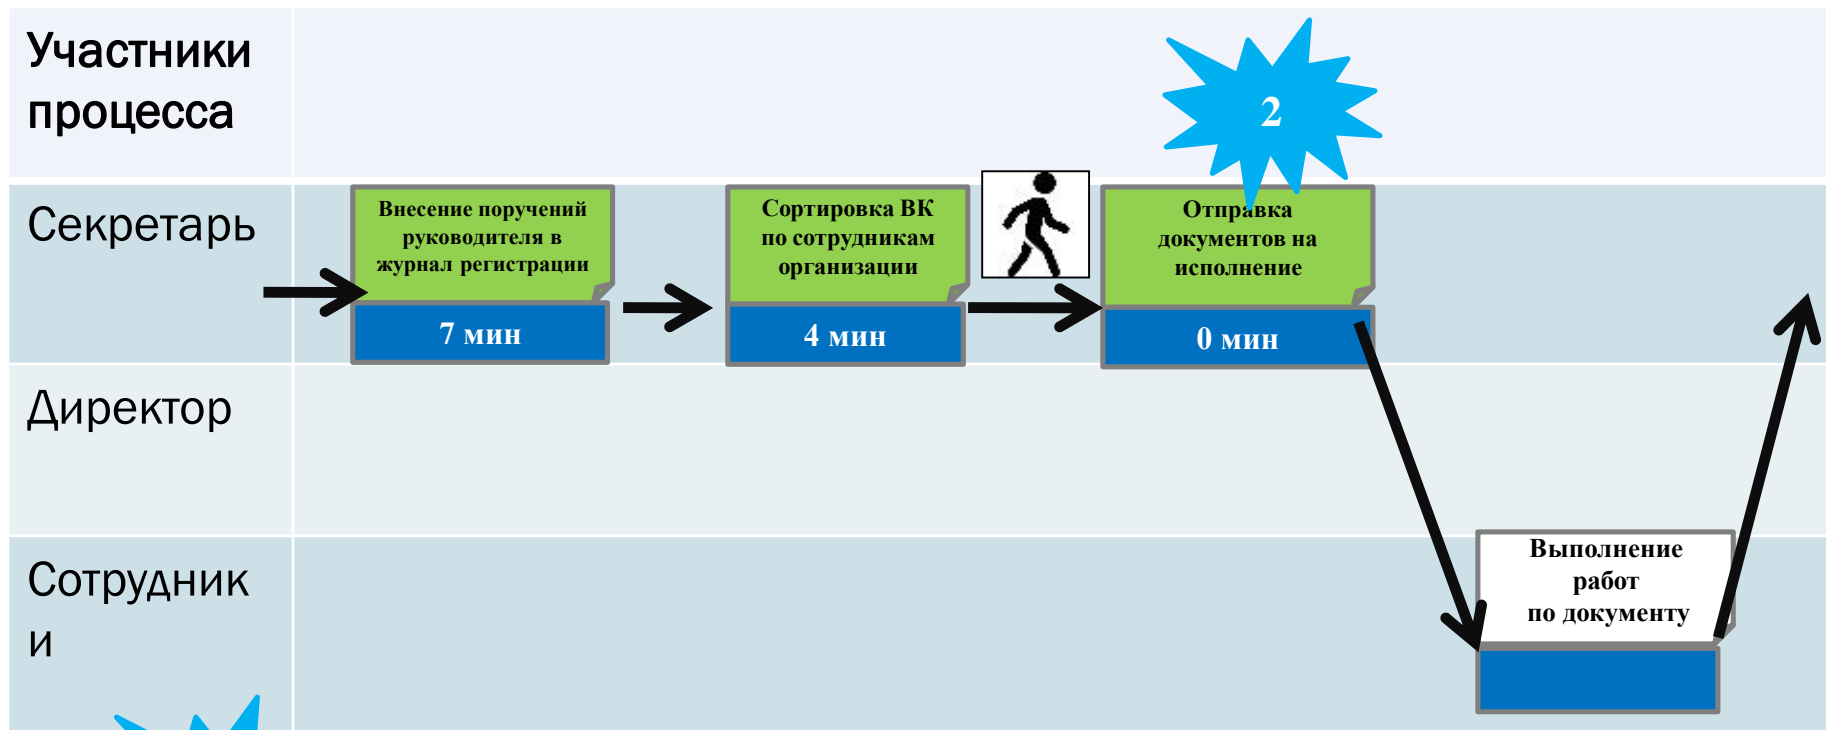 Участники
процесса
2
Секретарь
Внесение поручений
руководителя в
журнал регистрации
7 мин
Сортировка ВК
по сотрудникам
организации
4 мин
Отправка
документов на
исполнение
0 мин
Директор
Сотрудник
и
Выполнение
работ
по документу